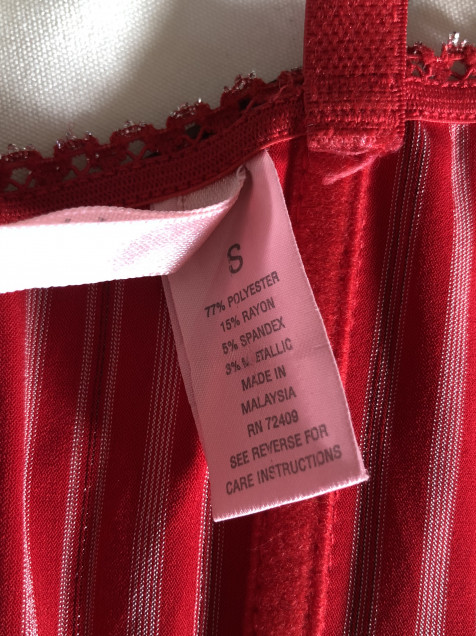 S
77% POLYESTER
15% RAYON
5% SPANDEX
3% METALLIC
MADE IN
MALAYSIA
RN 72409
SEE REVERSE FOR
CARE INSTRUCTIONS